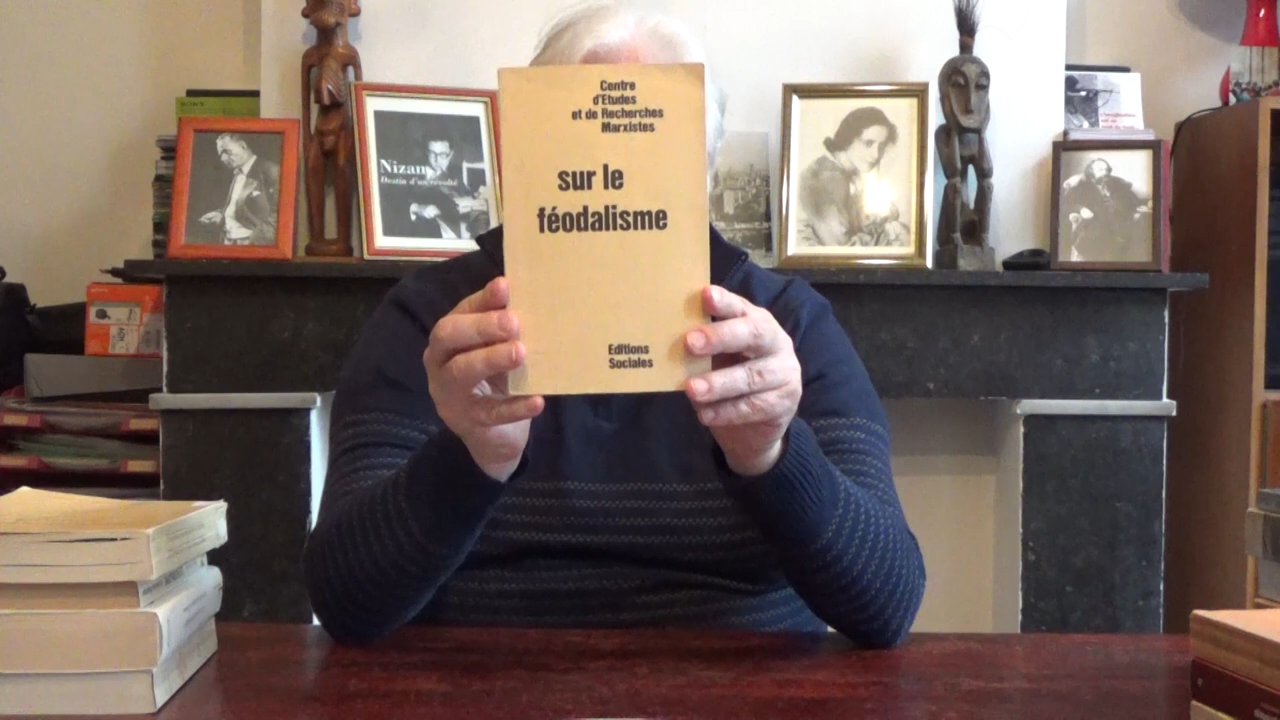 Centre
d'Etudes
et de Recherches
Marxistes
sur le
féodalisme
Editions
Sociales
Nizan
Destin d'un révolté